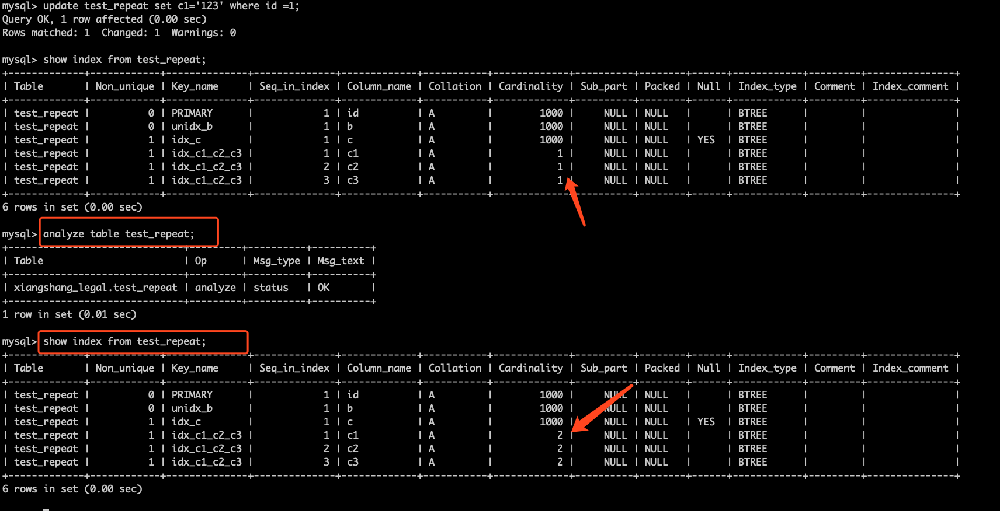 mysql> update test_repeat set c1='123' where id =1;
Query OK, 1 row affected (0.00 sec)
Rows matched: 1  Changed: 1  Warnings: 0

mysql> show index from test_repeat;
+-------------+------------+--------------+--------------+-------------+-----------+-------------+----------+--------+------+------------+---------+---------------+
| Table       | Non_unique | Key_name     | Seq_in_index | Column_name | Collation | Cardinality | Sub_part | Packed | Null | Index_type | Comment | Index_comment |
+-------------+------------+--------------+--------------+-------------+-----------+-------------+----------+--------+------+------------+---------+---------------+
| test_repeat |          0 | PRIMARY      |            1 | id          | A         |        1000 |     NULL | NULL   |      | BTREE      |         |               |
| test_repeat |          0 | unidx_b      |            1 | b           | A         |        1000 |     NULL | NULL   |      | BTREE      |         |               |
| test_repeat |          1 | idx_c        |            1 | c           | A         |        1000 |     NULL | NULL   | YES  | BTREE      |         |               |
| test_repeat |          1 | idx_c1_c2_c3 |            1 | c1          | A         |           1 |     NULL | NULL   |      | BTREE      |         |               |
| test_repeat |          1 | idx_c1_c2_c3 |            2 | c2          | A         |           1 |     NULL | NULL   |      | BTREE      |         |               |
| test_repeat |          1 | idx_c1_c2_c3 |            3 | c3          | A         |           1 |     NULL | NULL   |      | BTREE      |         |               |
+-------------+------------+--------------+--------------+-------------+-----------+-------------+----------+--------+------+------------+---------+---------------+
6 rows in set (0.00 sec)

mysql> analyze table test_repeat;
+------------------------------+---------+----------+----------+
| Table                        | Op      | Msg_type | Msg_text |
+------------------------------+---------+----------+----------+
| xiangshang_legal.test_repeat | analyze | status   | OK       |
+------------------------------+---------+----------+----------+
1 row in set (0.01 sec)

mysql> show index from test_repeat;
+-------------+------------+--------------+--------------+-------------+-----------+-------------+----------+--------+------+------------+---------+---------------+
| Table       | Non_unique | Key_name     | Seq_in_index | Column_name | Collation | Cardinality | Sub_part | Packed | Null | Index_type | Comment | Index_comment |
+-------------+------------+--------------+--------------+-------------+-----------+-------------+----------+--------+------+------------+---------+---------------+
| test_repeat |          0 | PRIMARY      |            1 | id          | A         |        1000 |     NULL | NULL   |      | BTREE      |         |               |
| test_repeat |          0 | unidx_b      |            1 | b           | A         |        1000 |     NULL | NULL   |      | BTREE      |         |               |
| test_repeat |          1 | idx_c        |            1 | c           | A         |        1000 |     NULL | NULL   | YES  | BTREE      |         |               |
| test_repeat |          1 | idx_c1_c2_c3 |            1 | c1          | A         |           2 |     NULL | NULL   |      | BTREE      |         |               |
| test_repeat |          1 | idx_c1_c2_c3 |            2 | c2          | A         |           2 |     NULL | NULL   |      | BTREE      |         |               |
| test_repeat |          1 | idx_c1_c2_c3 |            3 | c3          | A         |           2 |     NULL | NULL   |      | BTREE      |         |               |
+-------------+------------+--------------+--------------+-------------+-----------+-------------+----------+--------+------+------------+---------+---------------+
6 rows in set (0.00 sec)